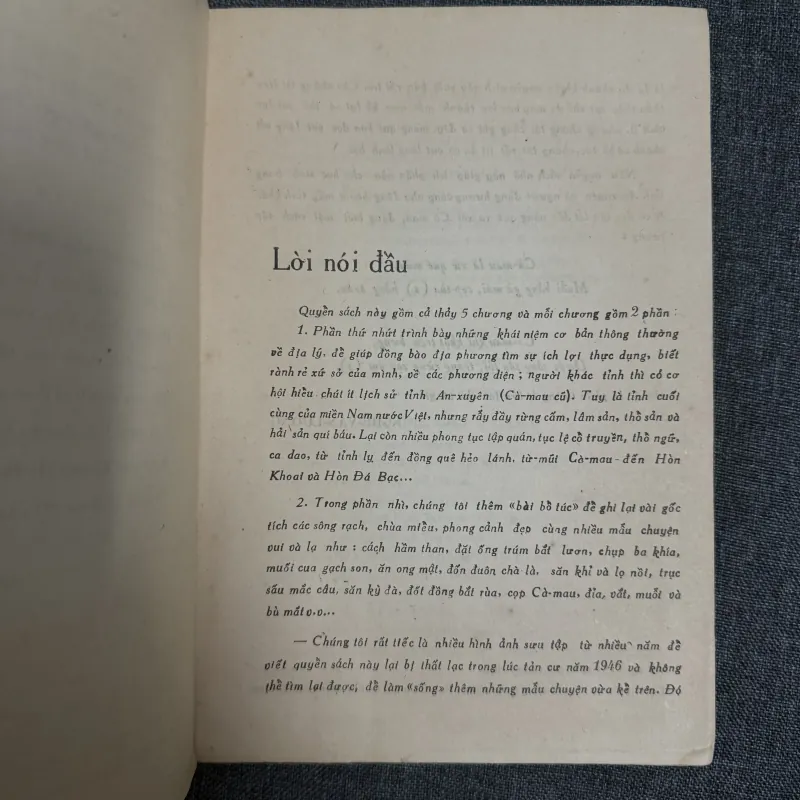 Lời nói đầu
Quyển sách này gồm cả thảy 5 chương và mỗi chương gồm 2 phần :
1. Phần thứ nhứt trình bày những khái niệm cơ bản thông thường
về địa lý, để giúp đồng bào địa phương tìm sự ích lợi thực dụng, biết
rành rẻ xứ sở của mình, về các phương diện ; người khác tỉnh thì có cơ
hội hiểu chút ít lịch sử tỉnh An-xuyên (Cà-mau cũ). Tuy là tỉnh cuối
cùng của miền Nam nước Việt, nhưng rẩy đầy rừng cấm, lâm sản, thổ sản và
hải sản quí báu. Lại còn nhiều phong tục tập quán, tục lệ cổ truyền, thổ ngữ,
ca dao, từ tỉnh lỵ đến đồng quê hẻo lánh, từ mũi Cà-mau đến Hòn
Khoai và Hòn Đá Bạc...
2. Trong phần nhì, chúng tôi thêm «bài bổ túc» để ghi lại vài gốc
tích các sông rạch, chùa miễu, phong cảnh đẹp cùng nhiều mẩu chuyện
vui và lạ như : cách hầm than, đặt ống trúm bắt lươn, chụp ba khía,
muối cua gạch son, ăn ong mật, đốn đuôn chà là, săn khỉ và lọ nồi, trục
sấu mắc câu, săn kỳ đà, đốt đồng bắt rùa, cọp Cà-mau, đỉa, vắt, muỗi và
bù mắt v.v...
— Chúng tôi rất tiếc là nhiều hình ảnh sưu tập từ nhiều năm để
viết quyển sách này lại bị thất lạc trong lúc tản cư năm 1946 và không
thể tìm lại được, để làm «sống» thêm những mẩu chuyện vừa kể trên. Đó